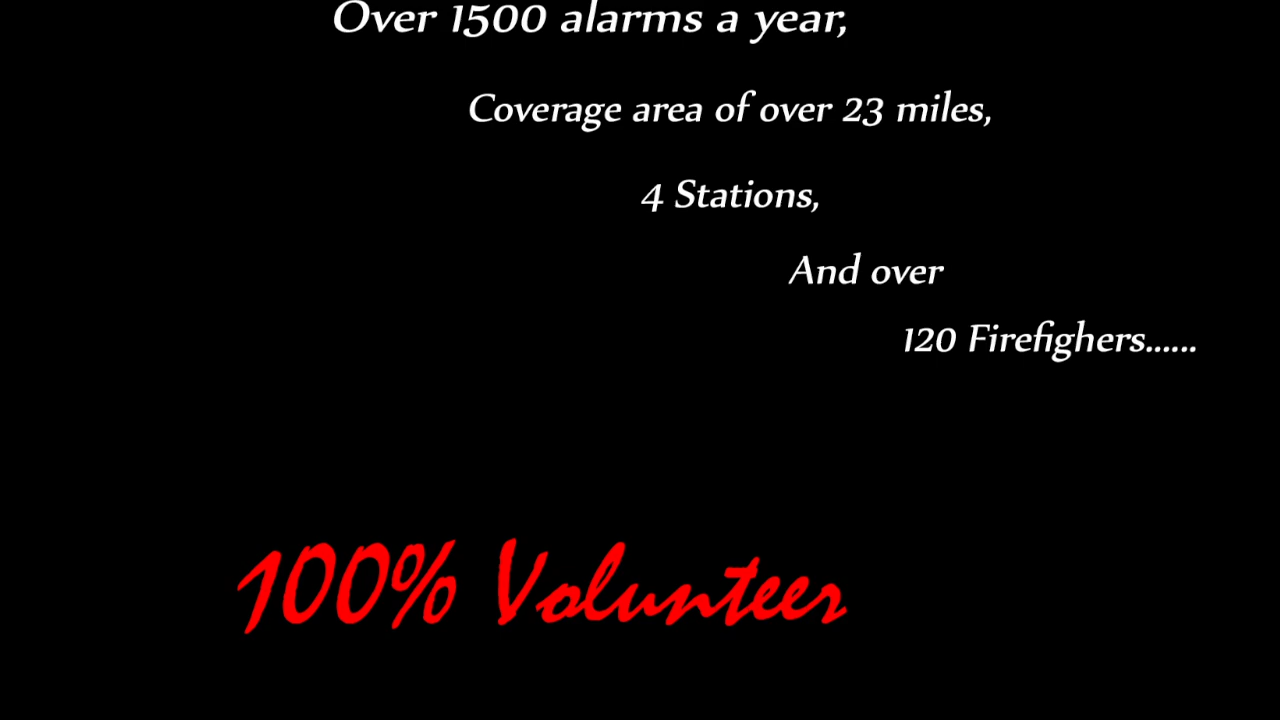 Over 1500 alarms a year,
Coverage area of over 23 miles,
4 Stations,
And over
120 Firefighers......
100% Volunteer